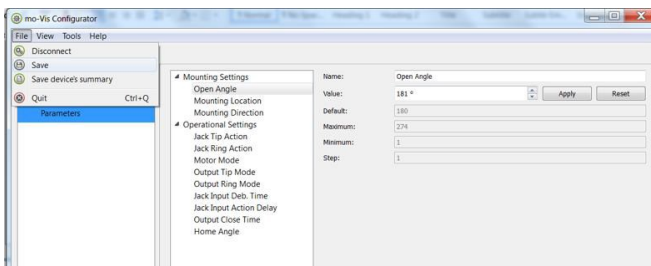 mo-Vis Configurator
File View Tools Help
Disconnect
Save
Save device's summary
Quit Ctrl+Q
Parameters
Mounting Settings
Open Angle
Mounting Location
Mounting Direction
Operational Settings
Jack Tip Action
Jack Ring Action
Motor Mode
Output Tip Mode
Output Ring Mode
Jack Input Deb. Time
Jack Input Action Delay
Output Close Time
Home Angle
Name: Open Angle
Value: 181 ° Apply Reset
Default: 180
Maximum: 274
Minimum: 1
Step: 1